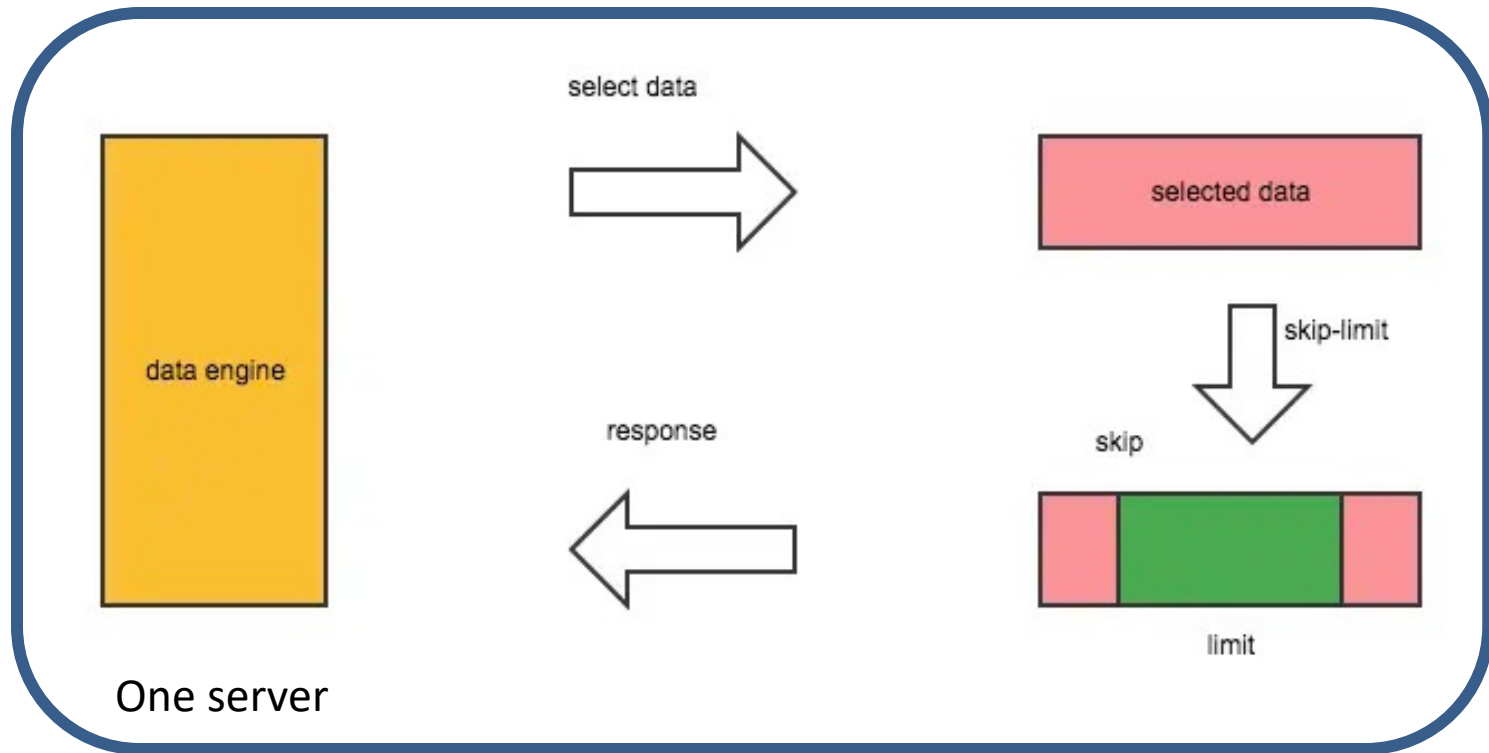 select data
selected data
skip-limit
data engine
response
skip
limit
One server